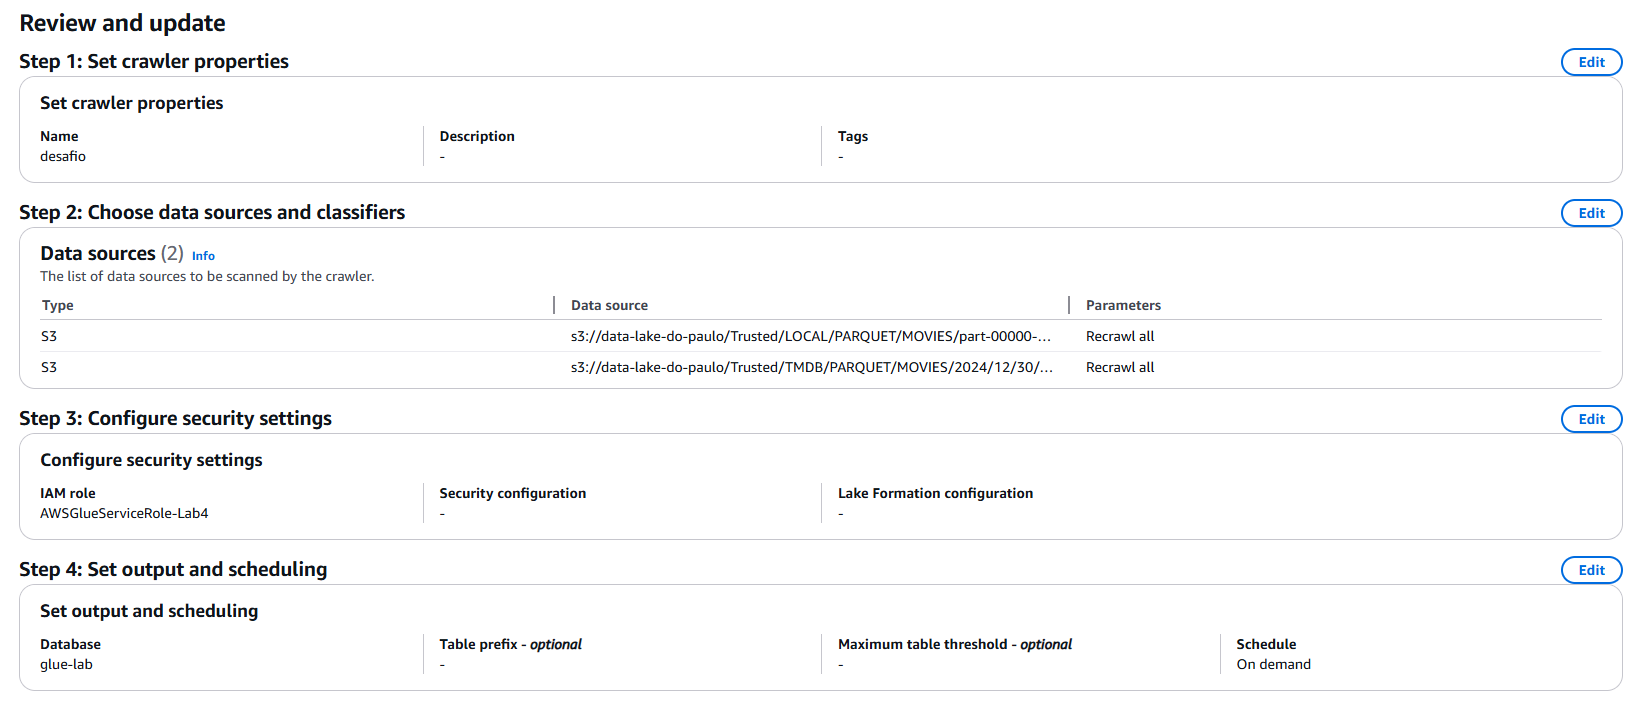 Review and update
Step 1: Set crawler properties
Edit
Set crawler properties
Name
Description
Tags
desafio
-
-
Step 2: Choose data sources and classifiers
Edit
Data sources (2) Info
The list of data sources to be scanned by the crawler.
Type
Data source
Parameters
S3
s3://data-lake-do-paulo/Trusted/LOCAL/PARQUET/MOVIES/part-00000-...
Recrawl all
S3
s3://data-lake-do-paulo/Trusted/TMDB/PARQUET/MOVIES/2024/12/30/...
Recrawl all
Step 3: Configure security settings
Edit
Configure security settings
IAM role
Security configuration
Lake Formation configuration
AWSGlueServiceRole-Lab4
-
-
Step 4: Set output and scheduling
Edit
Set output and scheduling
Database
Table prefix - optional
Maximum table threshold - optional
Schedule
glue-lab
-
-
On demand